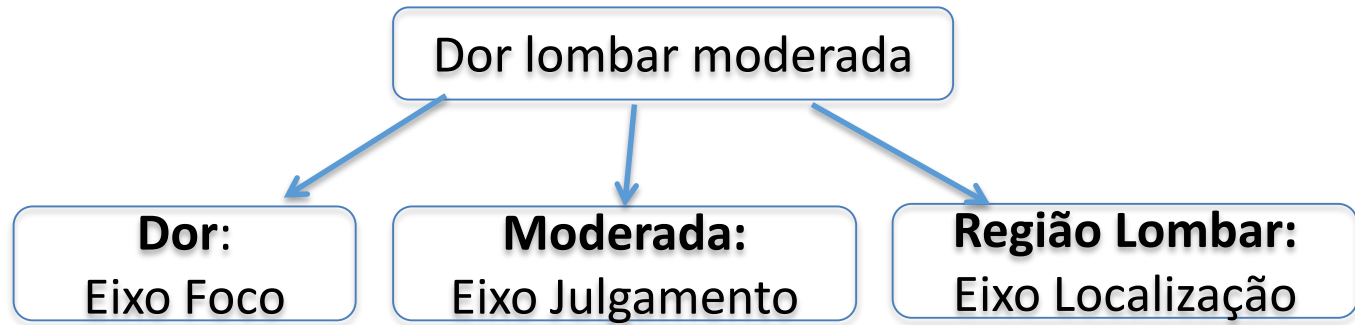 Dor lombar moderada
Dor:
Eixo Foco
Moderada:
Eixo Julgamento
Região Lombar:
Eixo Localização